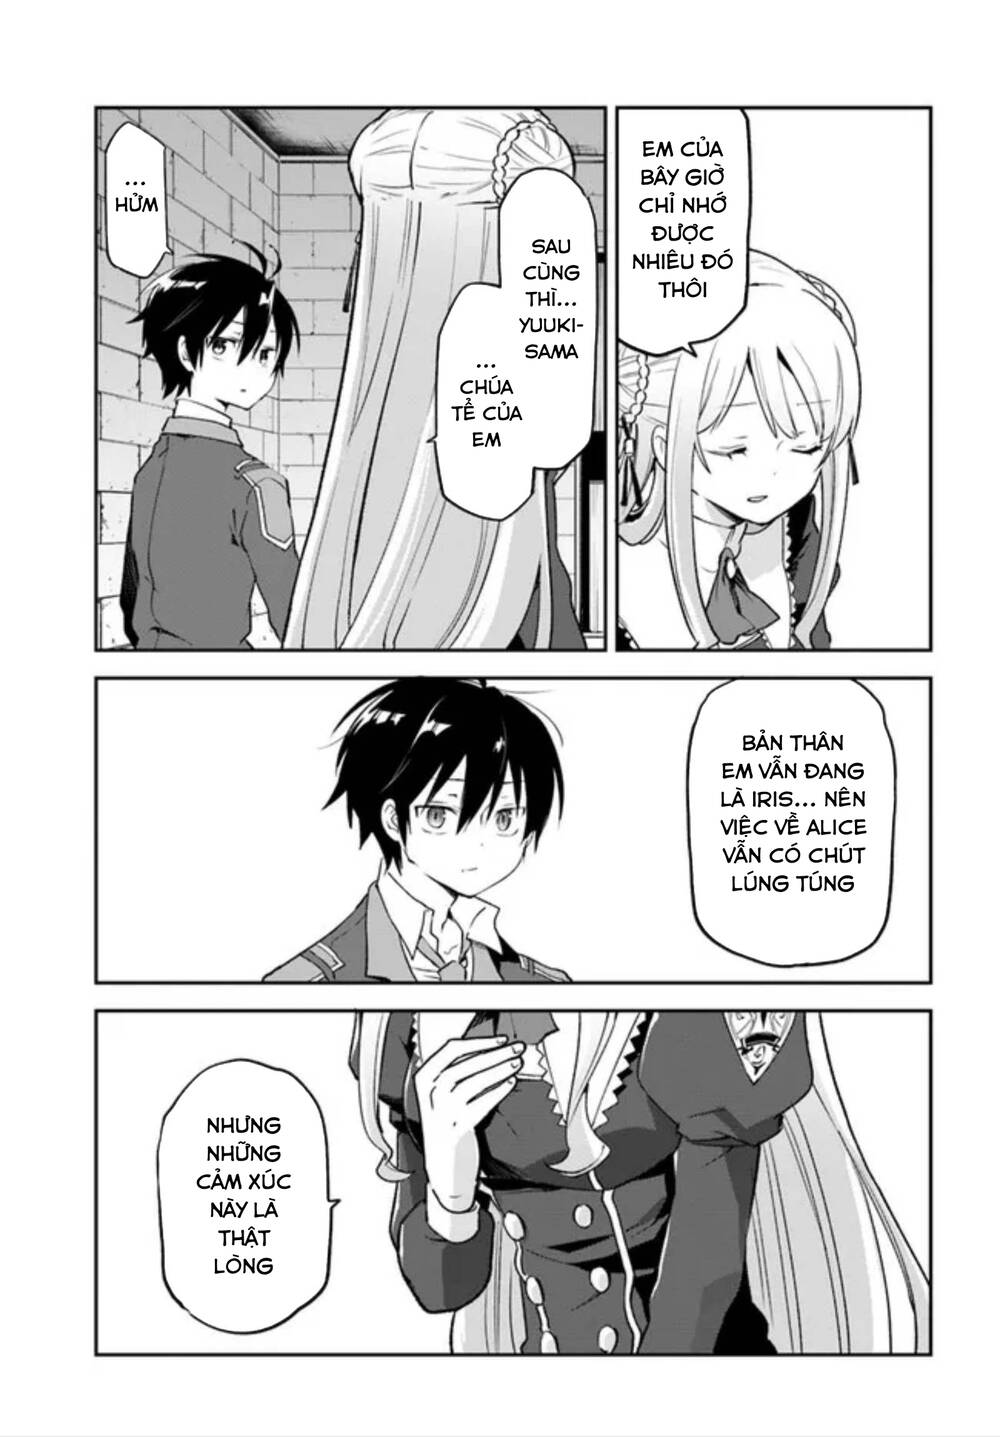 EM CỦA
BÂY GIỜ
CHỈ NHỚ
ĐƯỢC
NHIÊU ĐÓ
THÔI
SAU
CÙNG
THÌ...
YUUKI-
SAMA
...
CHÚA
TỂ CỦA
EM
...
HỬM
BẢN THÂN
EM VẪN ĐANG
LÀ IRIS... NÊN
VIỆC VỀ ALICE
VẪN CÓ CHÚT
LÚNG TÚNG
NHƯNG
NHỮNG
CẢM XÚC
NÀY LÀ
THẬT
LÒNG